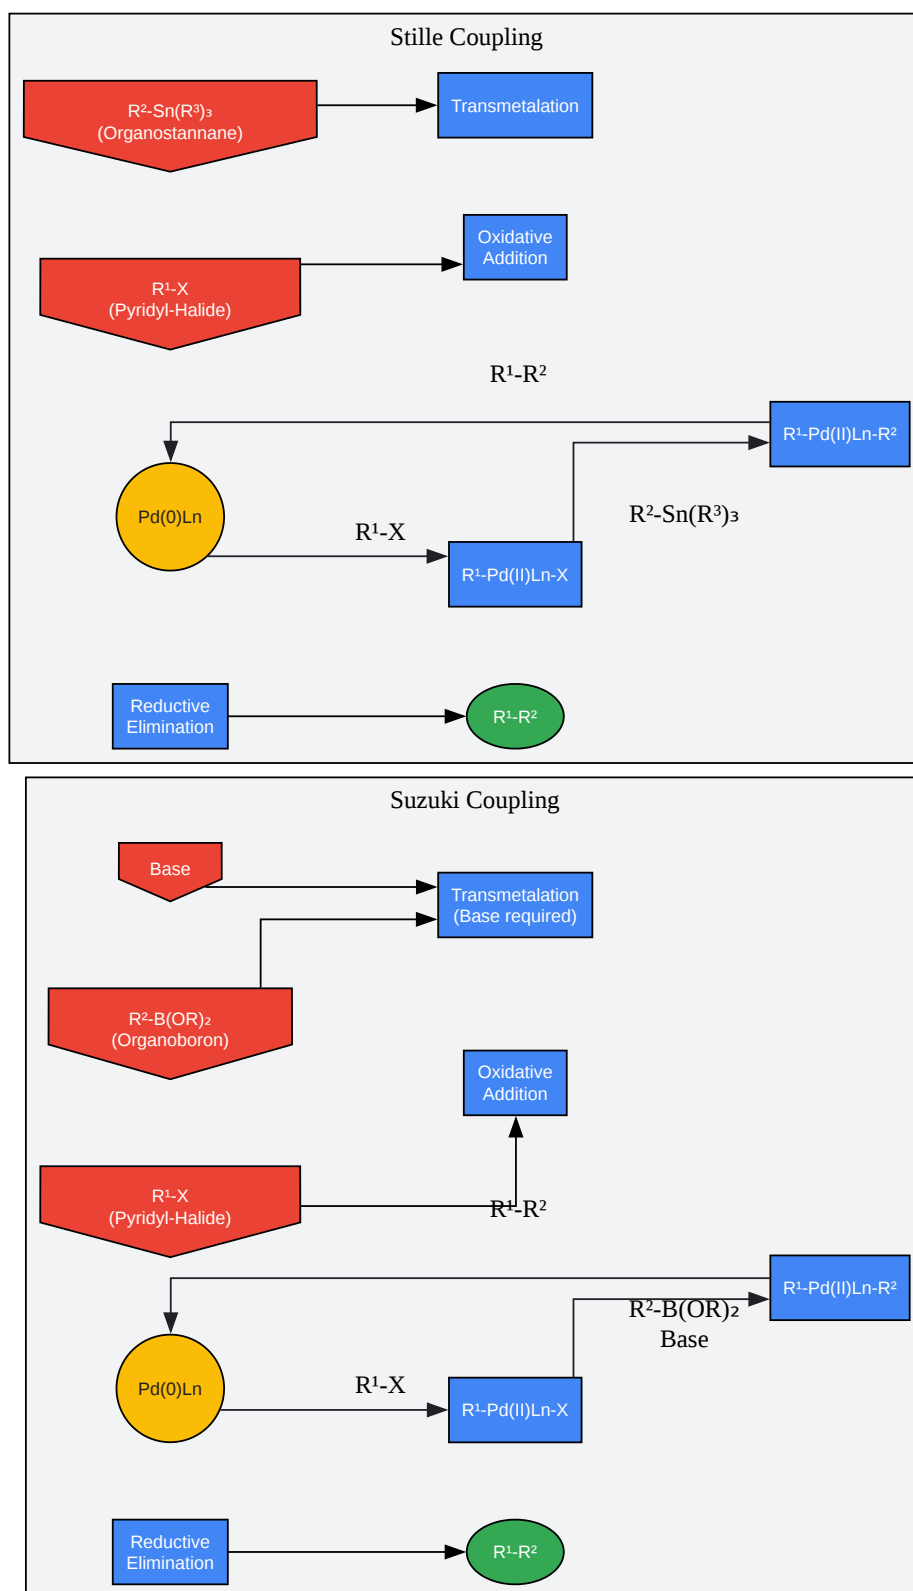 Stille Coupling
R²-Sn(R³)₃
(Organostannane)
Transmetalation
Oxidative
Addition
R¹-X
(Pyridyl-Halide)
R¹-R²
R¹-Pd(II)Ln-R²
Pd(0)Ln
R¹-X
R²-Sn(R³)₃
R¹-Pd(II)Ln-X
Reductive
Elimination
R¹-R²
Suzuki Coupling
Base
Transmetalation
(Base required)
R²-B(OR)₂
(Organoboron)
Oxidative
Addition
R¹-X
(Pyridyl-Halide)
R¹-R²
R¹-Pd(II)Ln-R²
R²-B(OR)₂
Base
Pd(0)Ln
R¹-X
R¹-Pd(II)Ln-X
Reductive
Elimination
R¹-R²